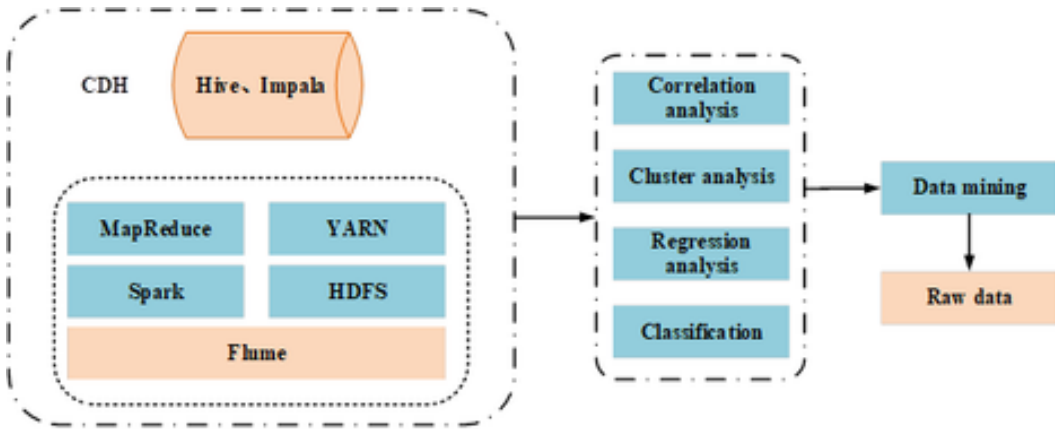 CDH
Hive、Impala
MapReduce
YARN
Spark
HDFS
Flume
Correlation
analysis
Cluster analysis
Regression
analysis
Classification
Data mining
Raw data